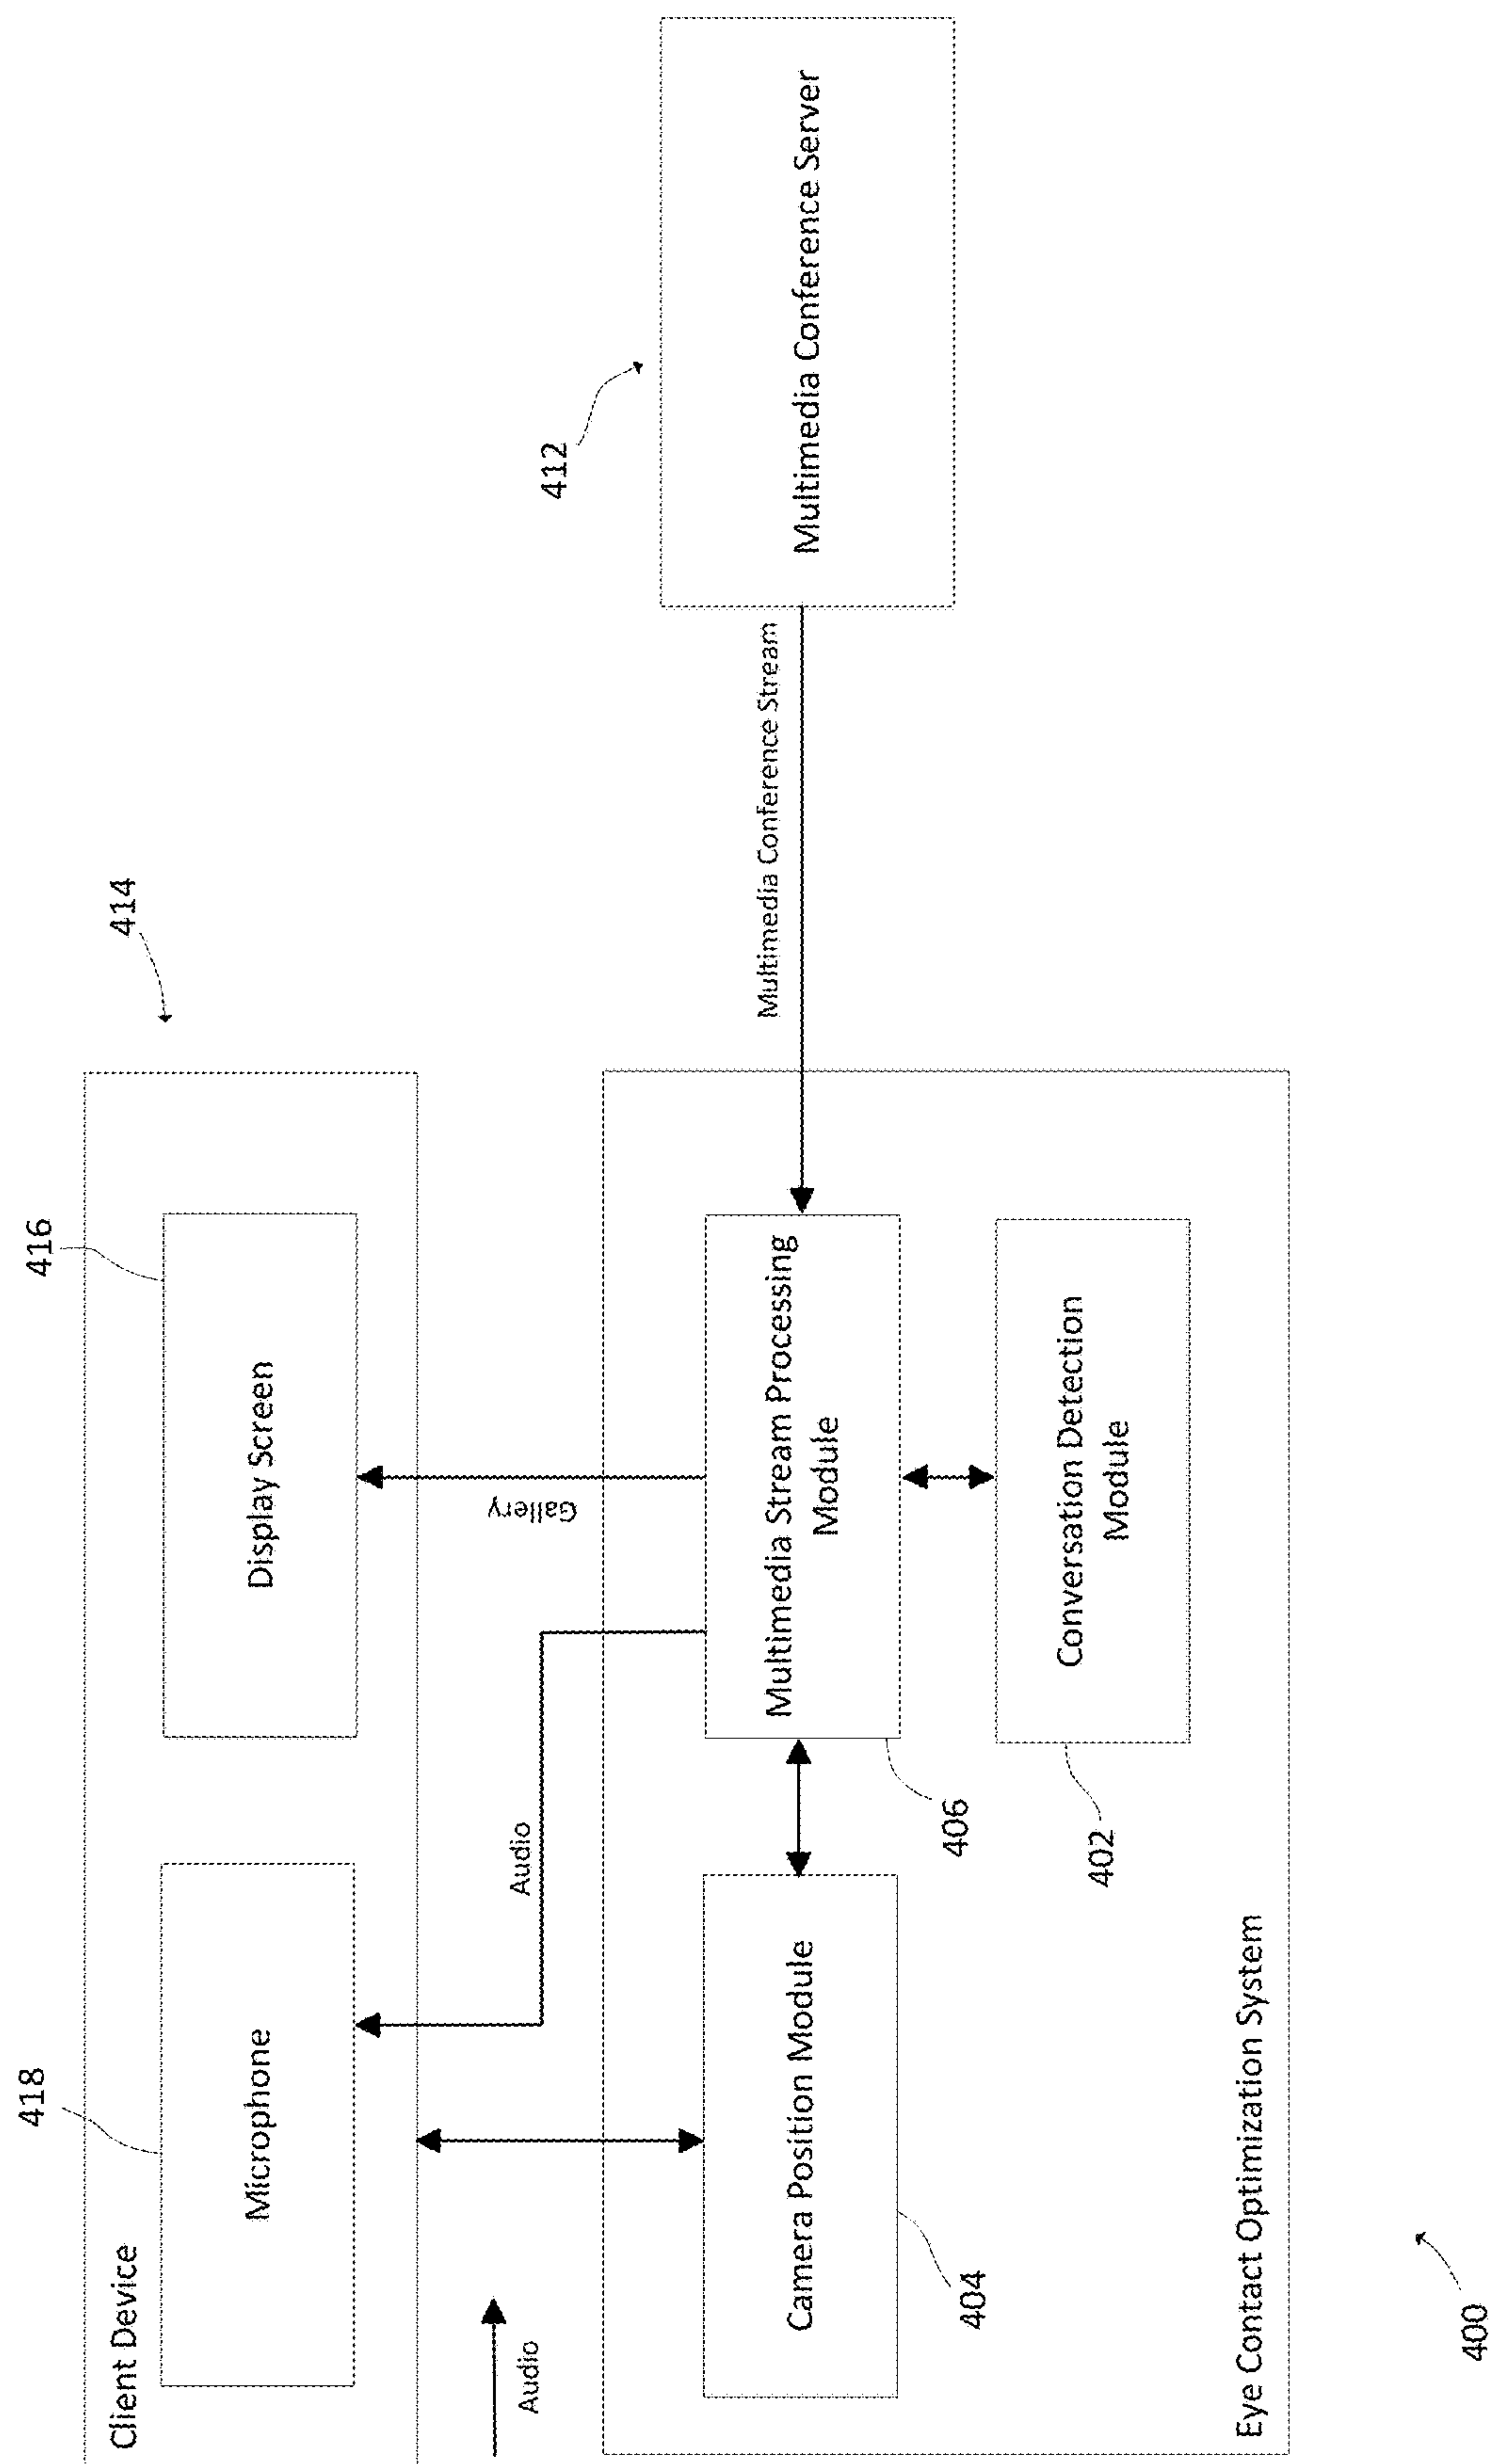 414
416
418
Client Device
Microphone
Display Screen
Audio
Audio
Gallery
Multimedia Conference Stream
412
Multimedia Conference Server
Camera Position Module
Multimedia Stream Processing
Module
404
406
Conversation Detection
Module
402
Eye Contact Optimization System
400